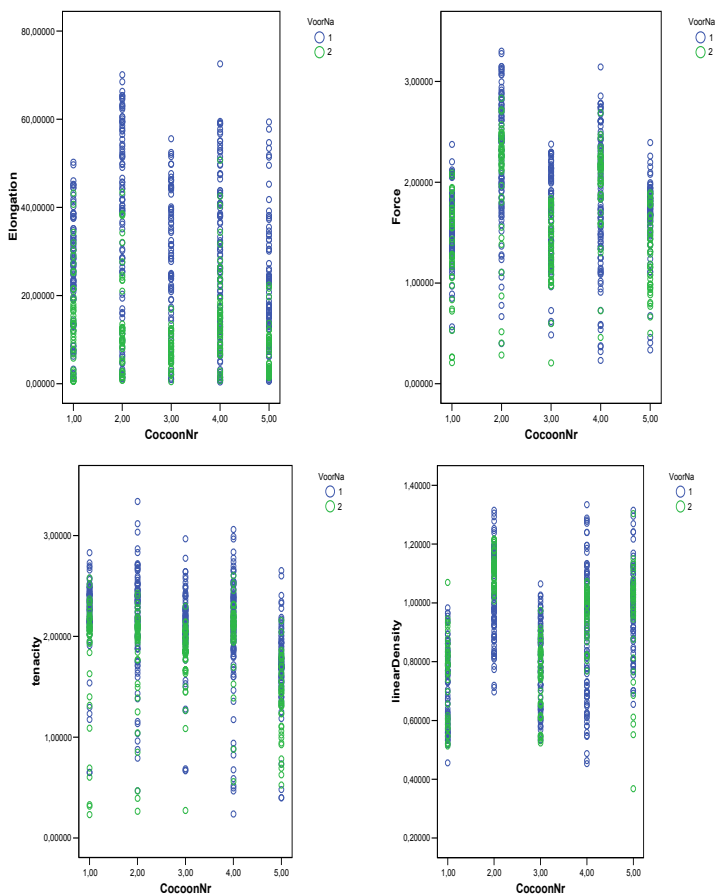 VoorNa
1
2
80,00000
60,00000
40,00000
20,00000
0,00000
Elongation
1,00 2,00 3,00 4,00 5,00
CocoonNr
VoorNa
1
2
3,00000
2,00000
1,00000
0,00000
Force
1,00 2,00 3,00 4,00 5,00
CocoonNr
VoorNa
1
2
3,00000
2,00000
1,00000
0,00000
tenacity
1,00 2,00 3,00 4,00 5,00
CocoonNr
VoorNa
1
2
1,40000
1,20000
1,00000
0,80000
0,60000
0,40000
0,20000
linearDensity
1,00 2,00 3,00 4,00 5,00
CocoonNr